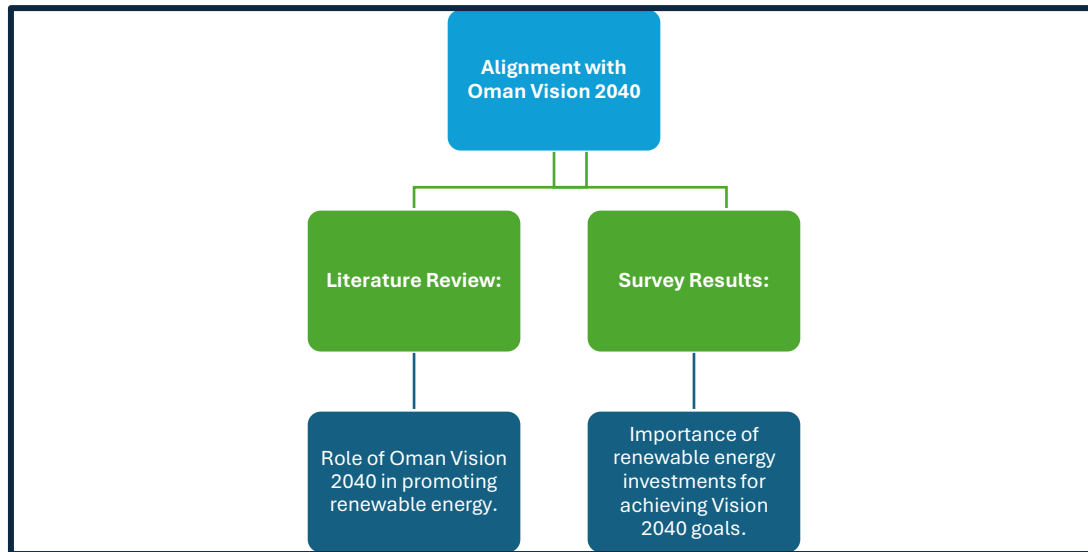 Alignment with
Oman Vision 2040
Literature Review:
Survey Results:
Role of Oman Vision
2040 in promoting
renewable energy.
Importance of
renewable energy
investments for
achieving Vision
2040 goals.